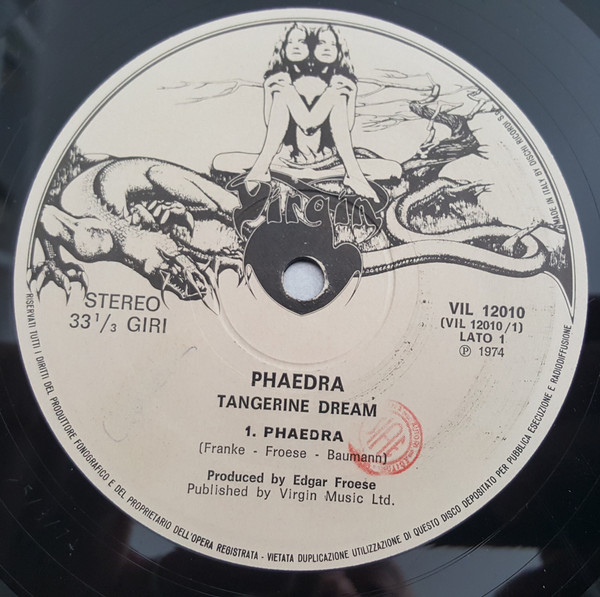 Virgin
MADE IN ITALY BY DISCHI RICORDI S.
STEREO
33 1/3 GIRI
VIL 12010
(VIL 12010/1)
LATO 1
℗ 1974
PHAEDRA
TANGERINE DREAM
1. PHAEDRA
(Franke - Froese - Baumann)
Produced by Edgar Froese
Published by Virgin Music Ltd.
RISERVATI TUTTI I DIRITTI DEL PRODUTTORE FONOGRAFICO E DEL PROPRIETARIO DELL'OPERA REGISTRATA - VIETATA DUPLICAZIONE UTILIZZAZIONE DI QUESTO DISCO DEPOSITATO PER PUBBLICA ESECUZIONE E RADIODIFFUSIONE